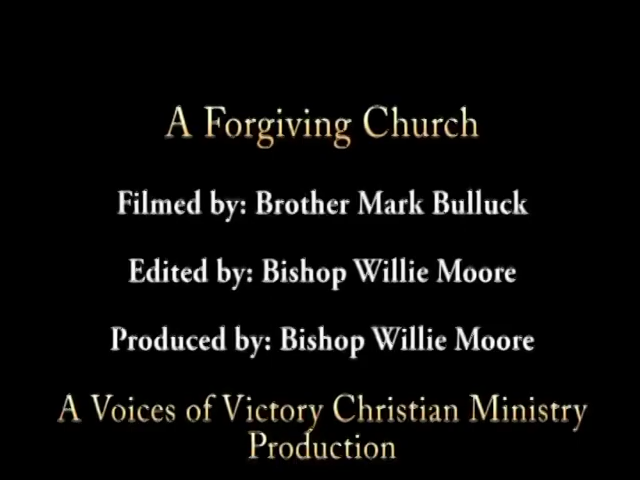 A Forgiving Church
Filmed by: Brother Mark Bulluck
Edited by: Bishop Willie Moore
Produced by: Bishop Willie Moore
A Voices of Victory Christian Ministry
Production